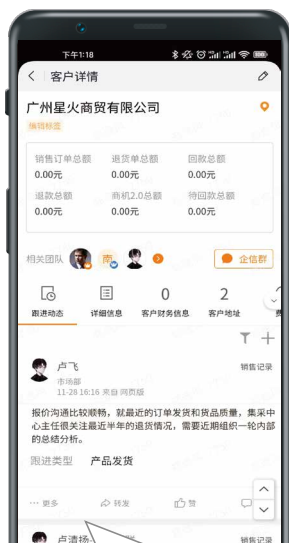 下午1:18
客户详情
广州星火商贸有限公司
编辑标签
销售订单总额 退货单总额 回款总额
0.00元 0.00元 0.00元
退款总额 商机2.0总额 待回款总额
0.00元 0.00元 0.00元
相关团队 南 企信群
0 2
跟进动态 详细信息 客户财务信息 客户地址
卢飞 销售记录
市场部
11-28 16:16 来自 网页版
报价沟通比较顺畅，就最近的订单发货和货品质量，集采中
心主任很关注最近半年的退货情况，需要近期组织一轮内部
的总结分析。
跟进类型 产品发货
更多 转发 赞
卢清扬 销售记录